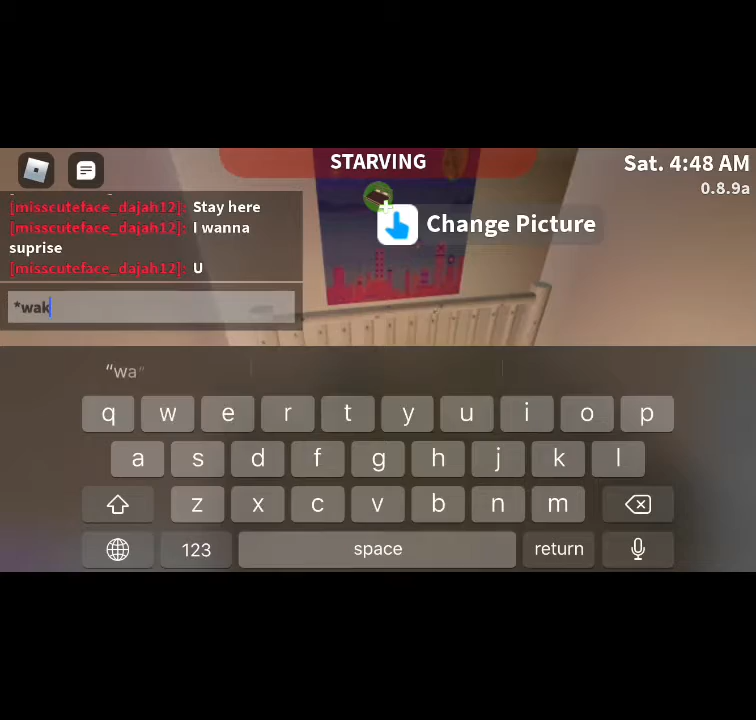 STARVING
Sat. 4:48 AM
0.8.9a
[misscuteface_dajah12]: Stay here
[misscuteface_dajah12]: I wanna
suprise
[misscuteface_dajah12]: U
*wak
Change Picture
“wa”
q w e r t y u i o p
a s d f g h j k l
z x c v b n m
123 space return